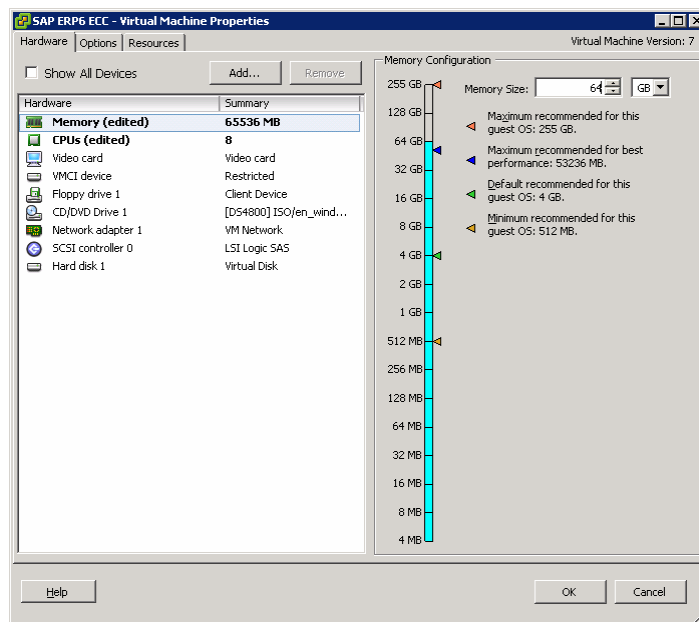 SAP ERP6 ECC - Virtual Machine Properties
Hardware Options Resources
Virtual Machine Version: 7
Show All Devices
Add...
Remove
Hardware Summary
Memory (edited) 65536 MB
CPUs (edited) 8
Video card Video card
VMCI device Restricted
Floppy drive 1 Client Device
CD/DVD Drive 1 [DS4800] ISO/en_wind...
Network adapter 1 VM Network
SCSI controller 0 LSI Logic SAS
Hard disk 1 Virtual Disk
Memory Configuration
255 GB
128 GB
64 GB
32 GB
16 GB
8 GB
4 GB
2 GB
1 GB
512 MB
256 MB
128 MB
64 MB
32 MB
16 MB
8 MB
4 MB
Memory Size: 64 GB
Maximum recommended for this
guest OS: 255 GB.
Maximum recommended for best
performance: 53236 MB.
Default recommended for this
guest OS: 4 GB.
Minimum recommended for this
guest OS: 512 MB.
Help
OK
Cancel